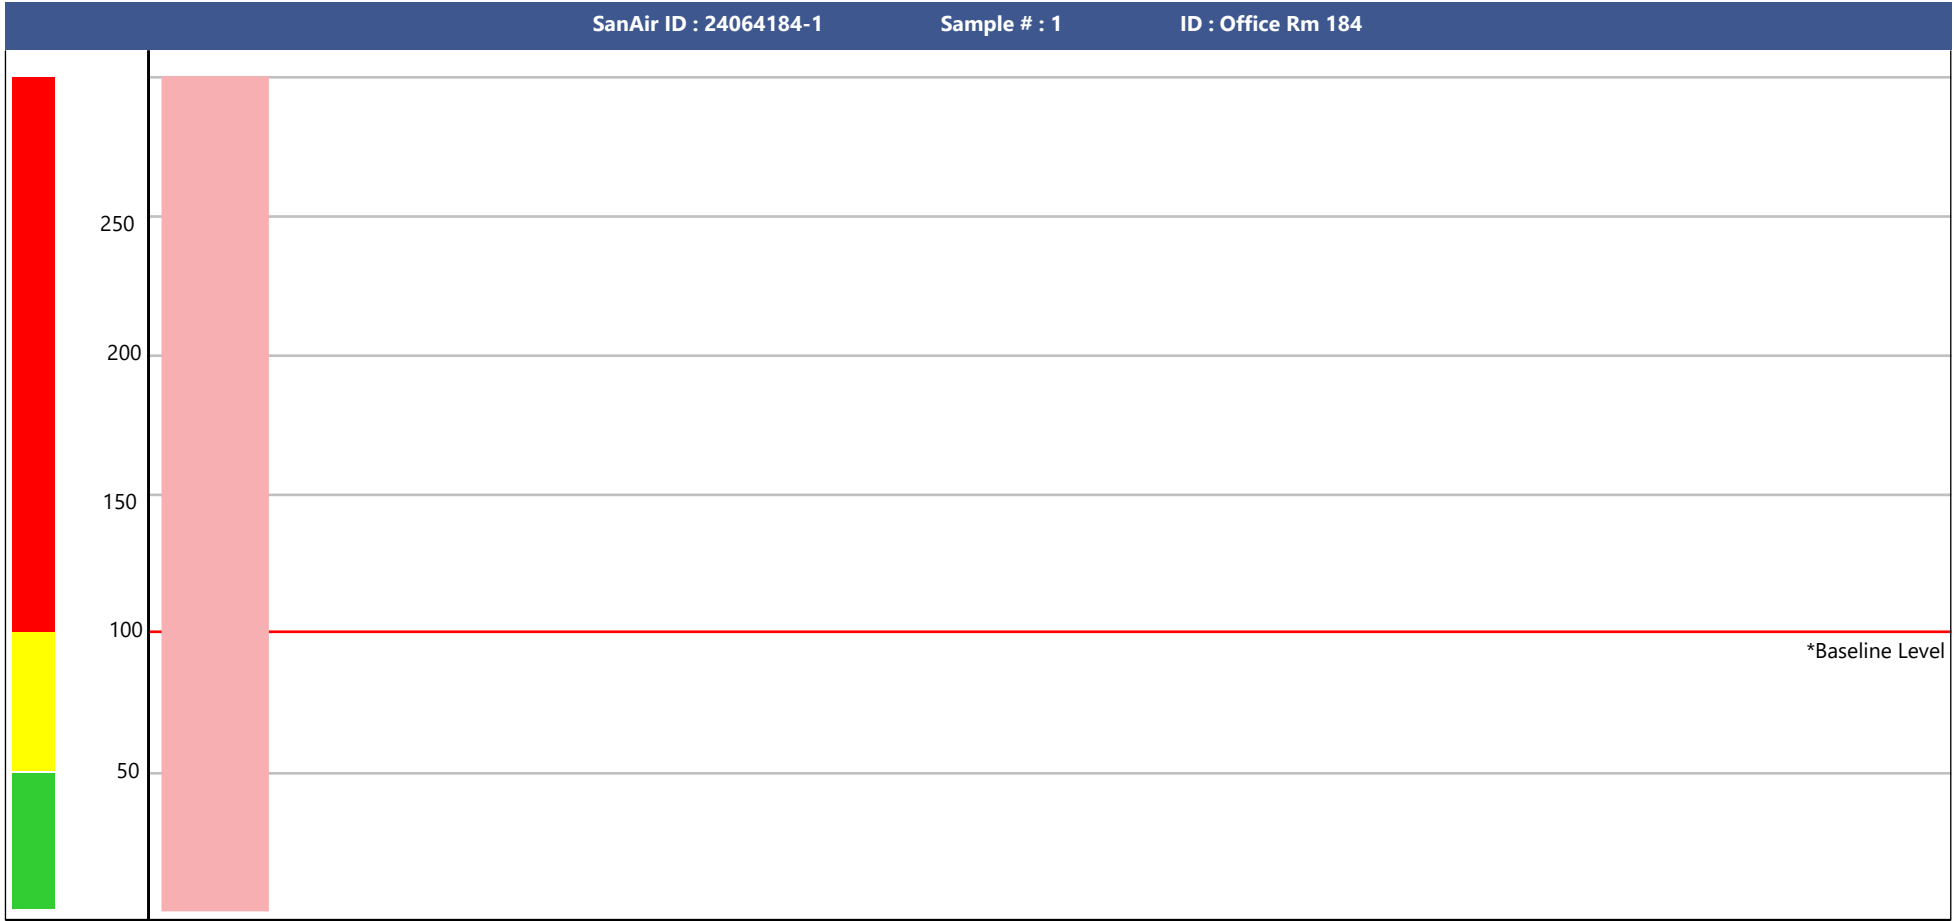 SanAir ID : 24064184-1 Sample # : 1 ID : Office Rm 184
250
200
150
100
*Baseline Level
50